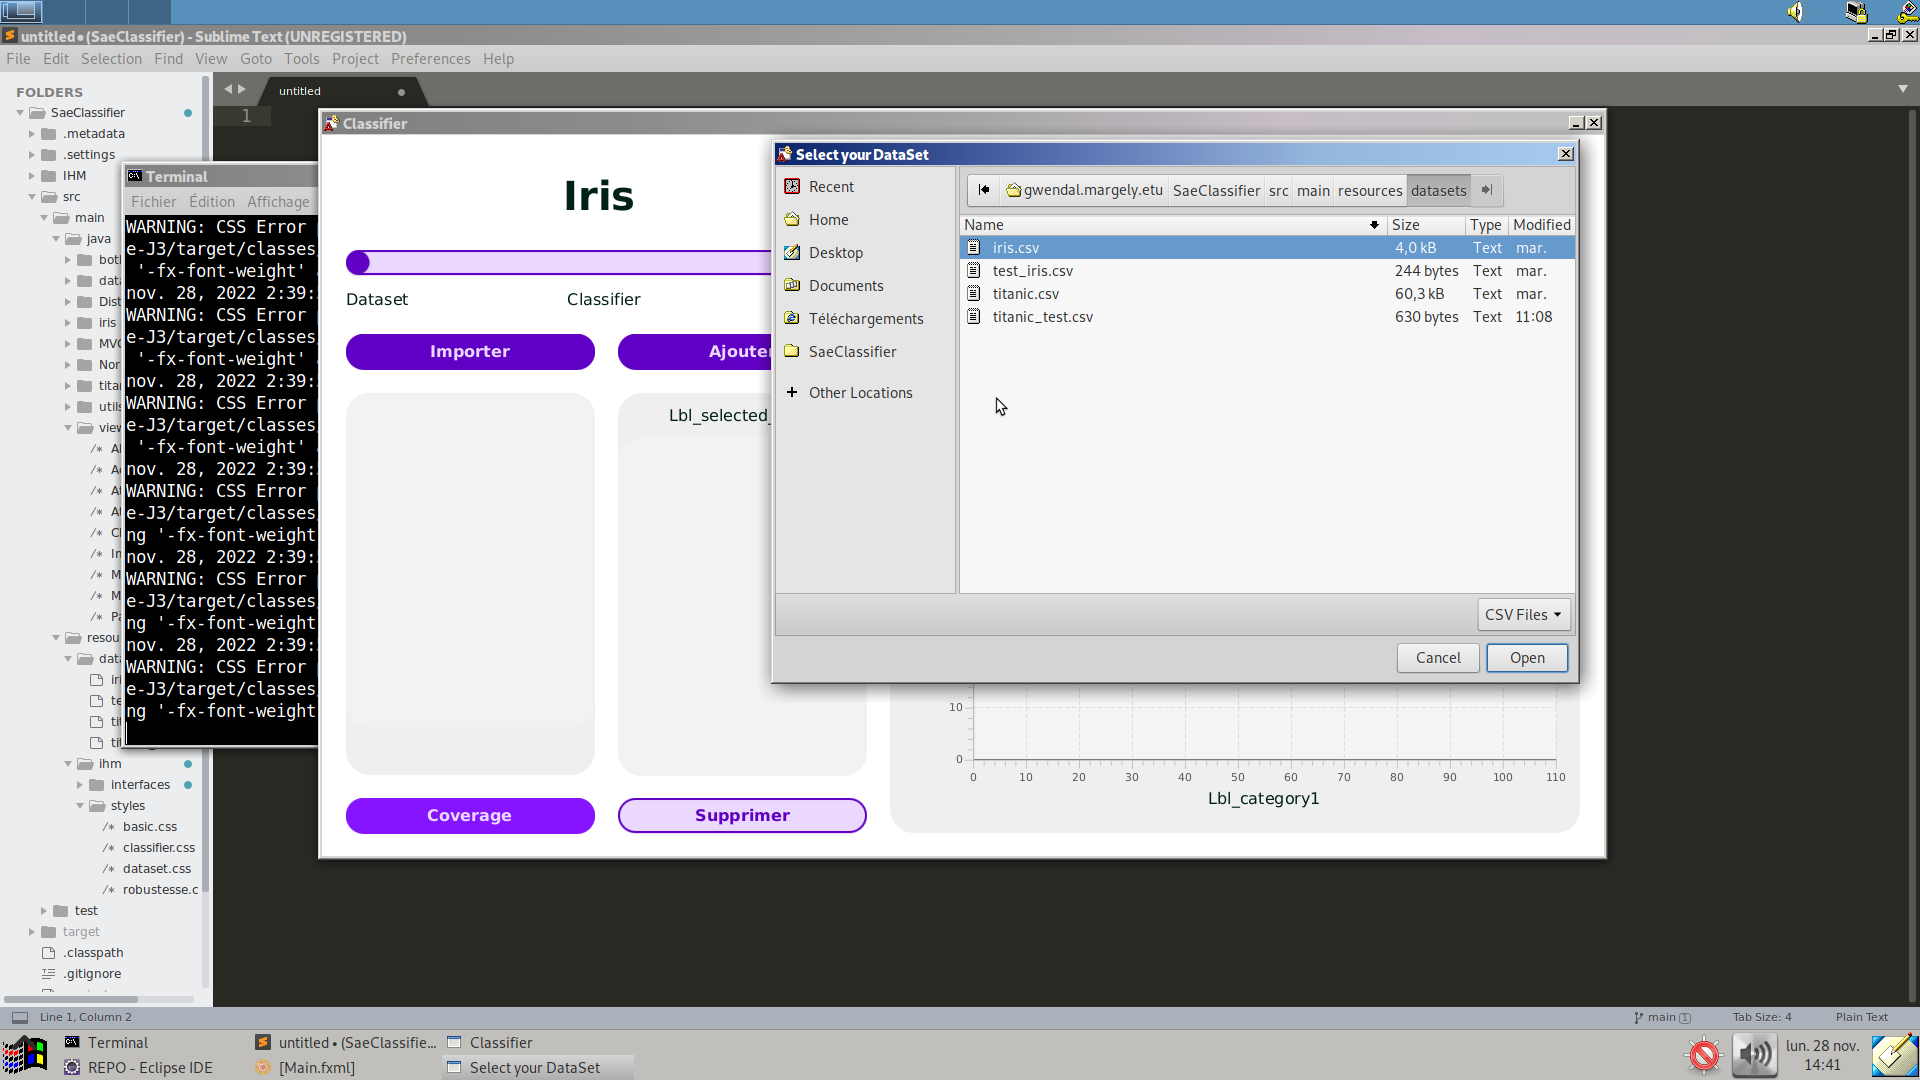 untitled • (SaeClassifier) - Sublime Text (UNREGISTERED)
File Edit Selection Find View Goto Tools Project Preferences Help
FOLDERS
SaeClassifier
.metadata
.settings
IHM
src
main
java
iris
view
test
target
.classpath
.gitignore
ihm
interfaces
styles
basic.css
classifier.css
dataset.css
robustesse.c
untitled
1
Terminal
Fichier Édition Affichage
WARNING: CSS Error
e-J3/target/classes/
'-fx-font-weight'
nov. 28, 2022 2:39:
WARNING: CSS Error
e-J3/target/classes/
'-fx-font-weight'
nov. 28, 2022 2:39:
WARNING: CSS Error
e-J3/target/classes/
'-fx-font-weight'
nov. 28, 2022 2:39:
WARNING: CSS Error
e-J3/target/classes/
ng '-fx-font-weight
nov. 28, 2022 2:39:
WARNING: CSS Error
e-J3/target/classes/
ng '-fx-font-weight
nov. 28, 2022 2:39:
WARNING: CSS Error
e-J3/target/classes/
ng '-fx-font-weight
Classifier
Iris
Dataset Classifier
Importer Ajouter
Lbl_selected_
Coverage Supprimer
10
0
0 10 20 30 40 50 60 70 80 90 100 110
Lbl_category1
Select your DataSet
Recent
Home
Desktop
Documents
Téléchargements
SaeClassifier
Other Locations
gwendal.margely.etu SaeClassifier src main resources datasets
Name Size Type Modified
iris.csv 4,0 kB Text mar.
test_iris.csv 244 bytes Text mar.
titanic.csv 60,3 kB Text mar.
titanic_test.csv 630 bytes Text 11:08
CSV Files
Cancel Open
Line 1, Column 2 main 1 Tab Size: 4 Plain Text
Terminal untitled • (SaeClassifie... Classifier
REPO - Eclipse IDE [Main.fxml] Select your DataSet
lun. 28 nov.
14:41